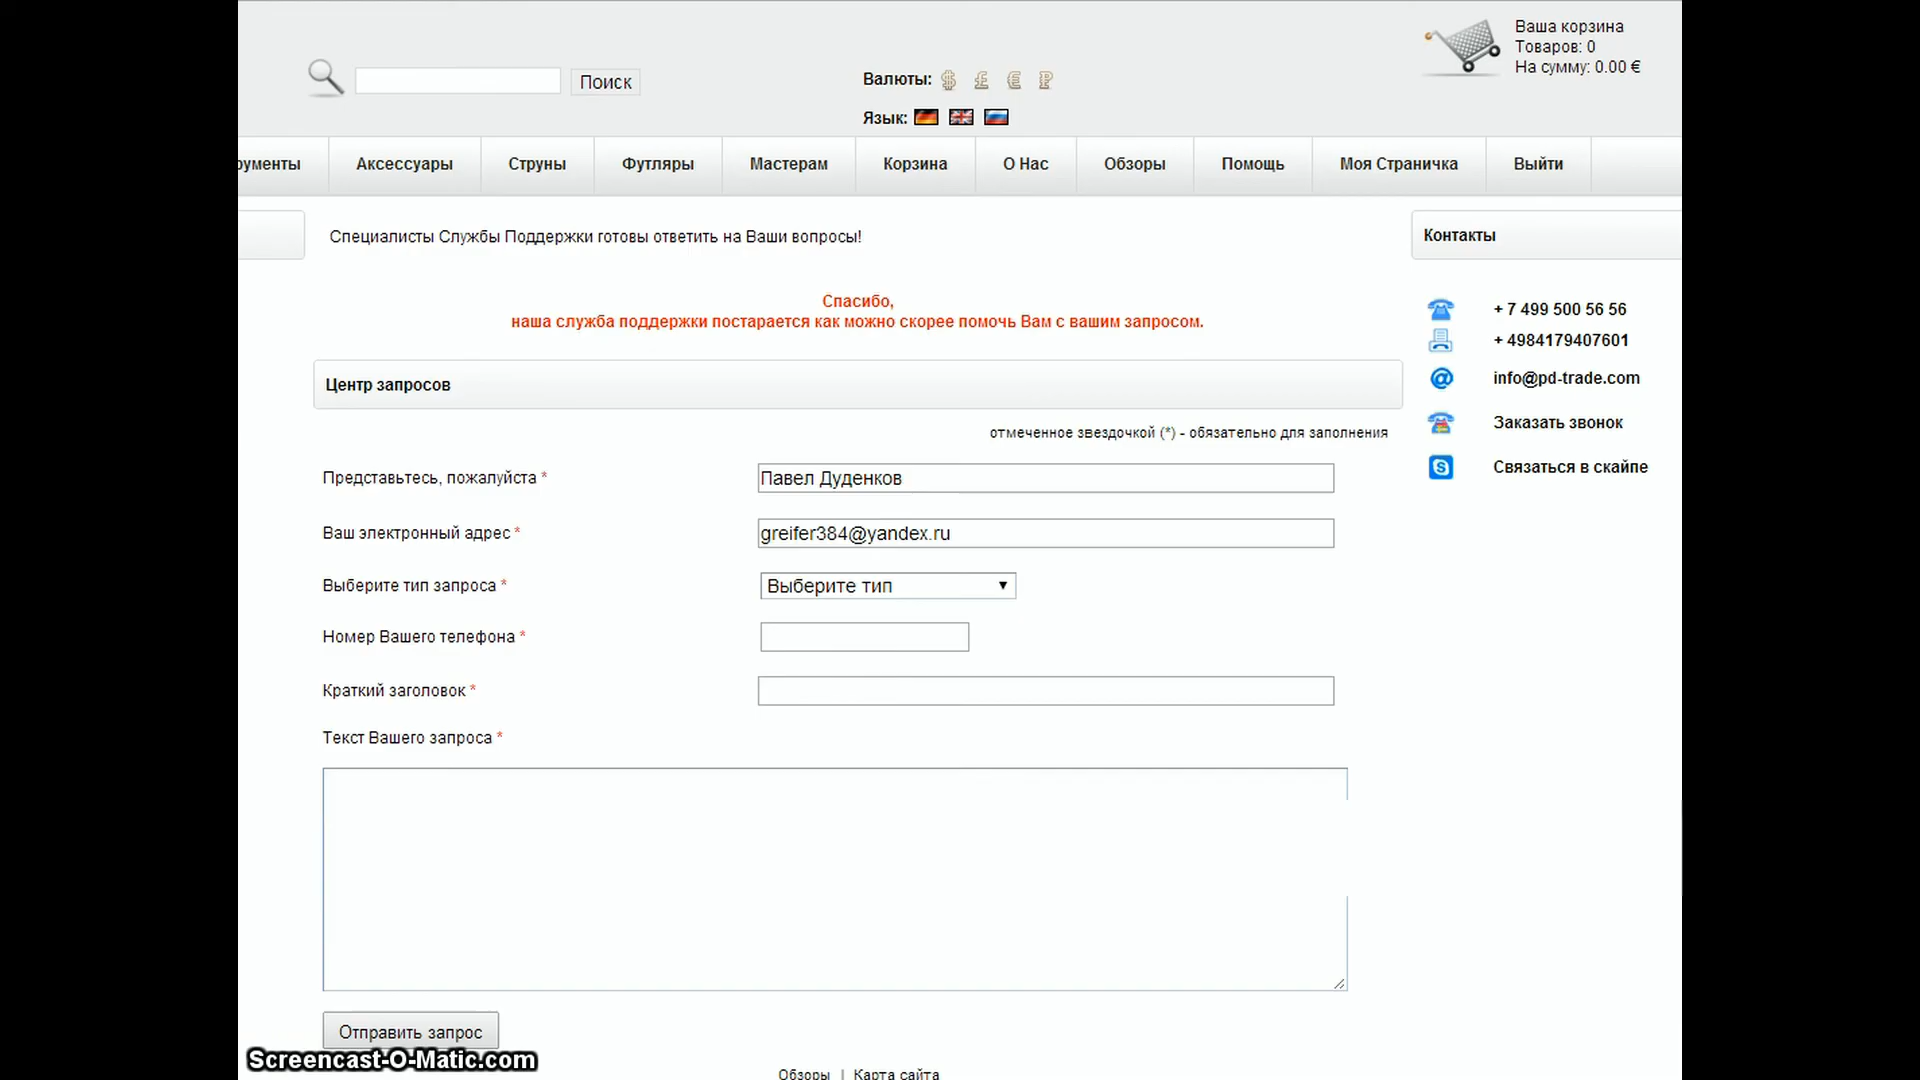 Ваша корзина
Товаров: 0
На сумму: 0.00 €
Поиск
Валюты:
Язык:
рументы Аксессуары Струны Футляры Мастерам Корзина О Нас Обзоры Помощь Моя Страничка Выйти
Специалисты Службы Поддержки готовы ответить на Ваши вопросы!
Контакты
Спасибо,
наша служба поддержки постарается как можно скорее помочь Вам с вашим запросом.
+ 7 499 500 56 56
+ 4984179407601
info@pd-trade.com
Заказать звонок
Связаться в скайпе
Центр запросов
отмеченное звездочкой (*) - обязательно для заполнения
Представьтесь, пожалуйста * Павел Дуденков
Ваш электронный адрес * greifer384@yandex.ru
Выберите тип запроса * Выберите тип
Номер Вашего телефона *
Краткий заголовок *
Текст Вашего запроса *
Отправить запрос
Screencast-O-Matic.com
Обзоры | Карта сайта